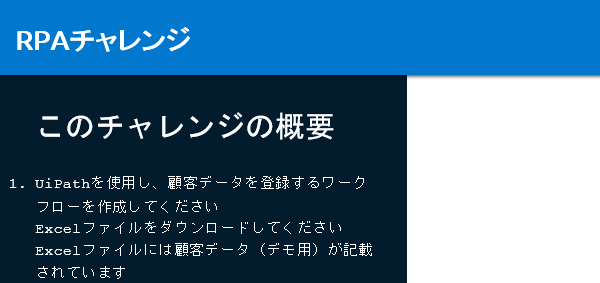 RPAチャレンジ
このチャレンジの概要
1. UiPathを使用し、顧客データを登録するワーク
フローを作成してください
Excelファイルをダウンロードしてください
Excelファイルには顧客データ（デモ用）が記載
されています